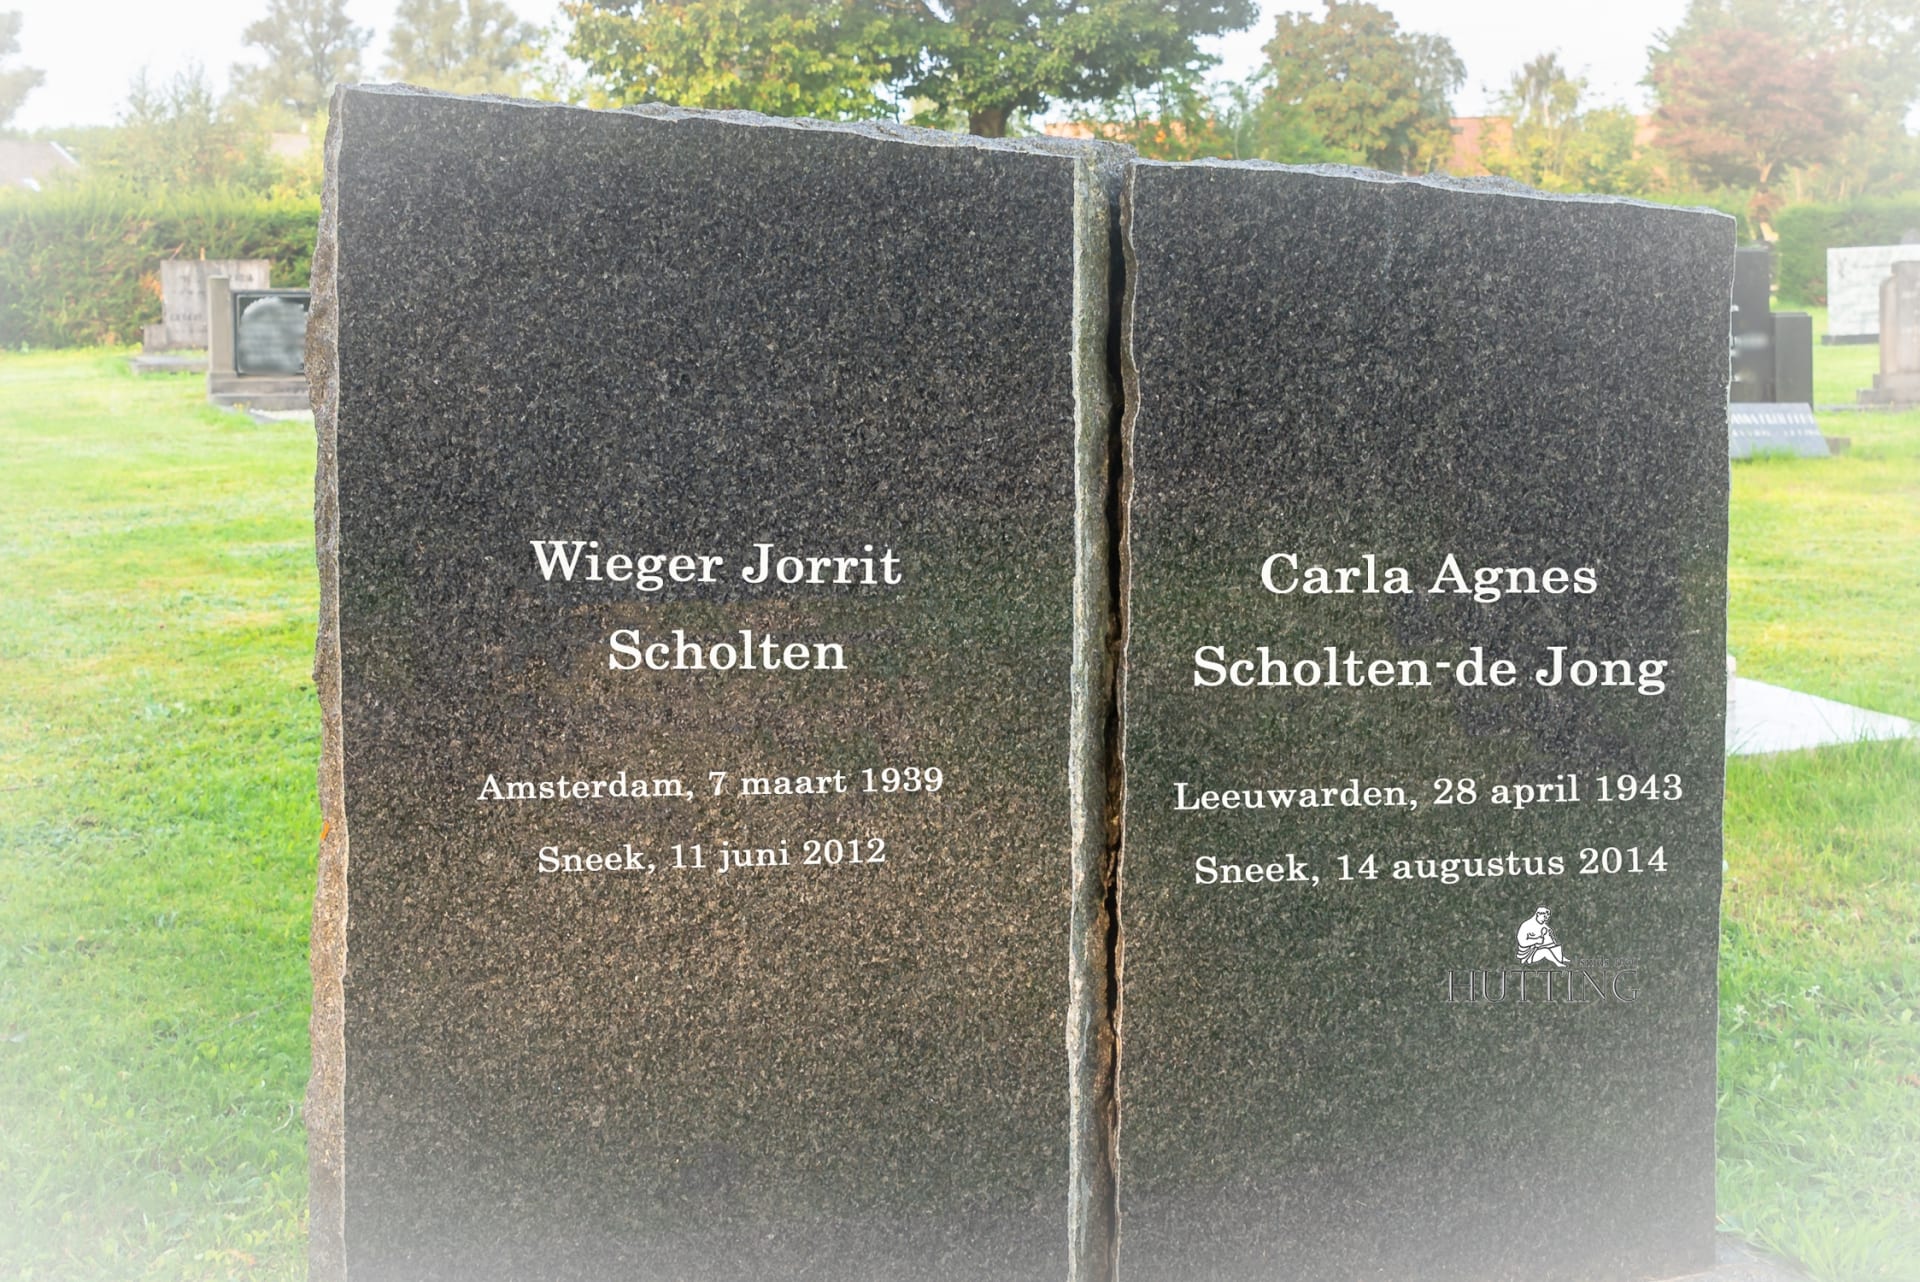 Wieger Jorrit
Scholten
Amsterdam, 7 maart 1939
Sneek, 11 juni 2012
Carla Agnes
Scholten-de Jong
Leeuwarden, 28 april 1943
Sneek, 14 augustus 2014
HUTTING